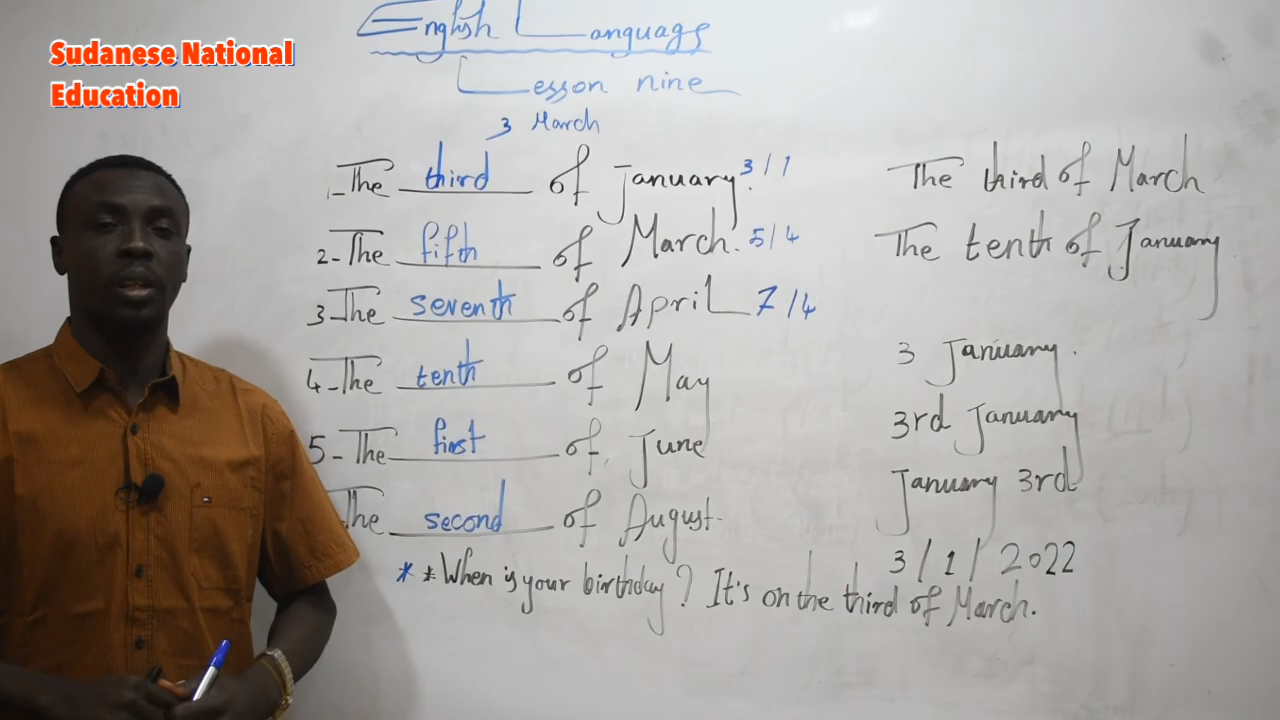 Sudanese National
Education
English Language
Lesson nine
3 March
1-The third of January. 3/1
2-The fifth of March. 5/4
3-The seventh of April 7/4
4-The tenth of May
5-The first of June
The second of August.
**When is your birthday? It's on the third of March.
The third of March
The tenth of January
3 January.
3rd January
January 3rd
3/1/2022